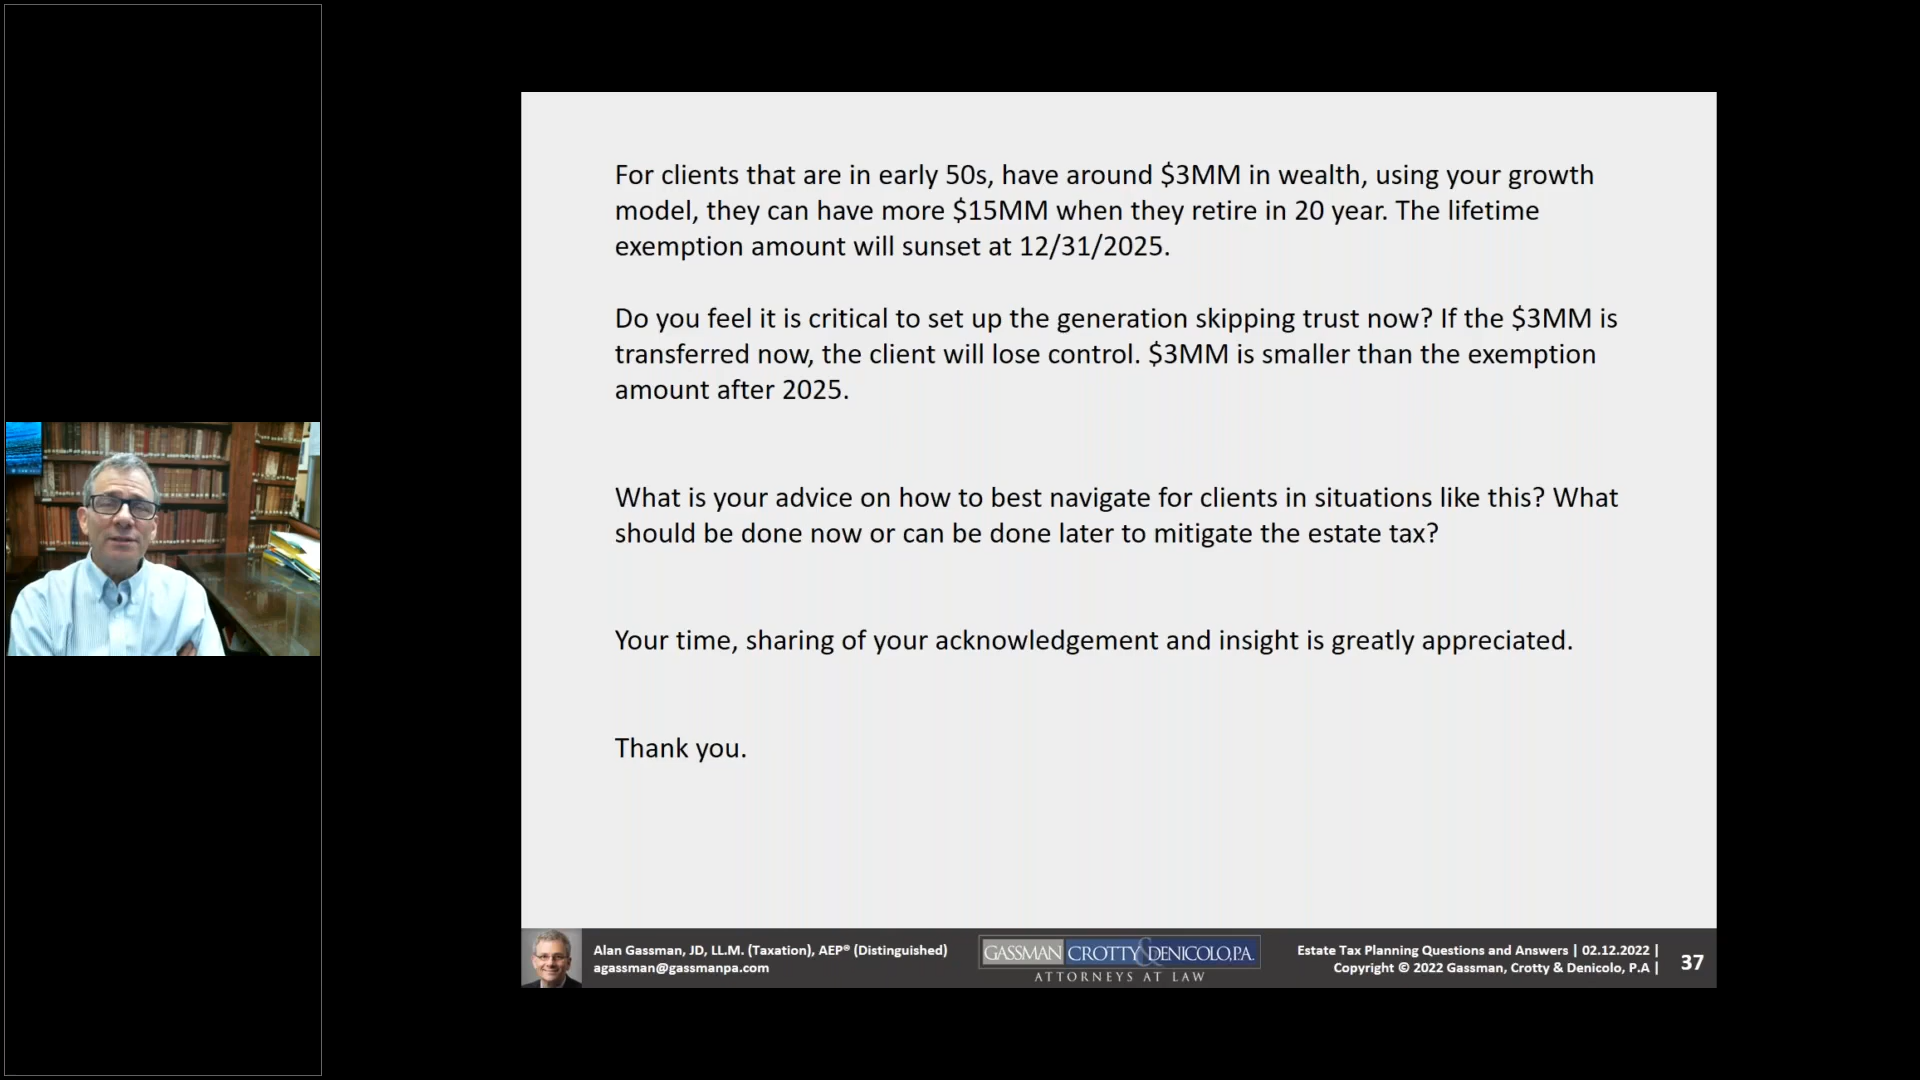 For clients that are in early 50s, have around $3MM in wealth, using your growth
model, they can have more $15MM when they retire in 20 year. The lifetime
exemption amount will sunset at 12/31/2025.
Do you feel it is critical to set up the generation skipping trust now? If the $3MM is
transferred now, the client will lose control. $3MM is smaller than the exemption
amount after 2025.
What is your advice on how to best navigate for clients in situations like this? What
should be done now or can be done later to mitigate the estate tax?
Your time, sharing of your acknowledgement and insight is greatly appreciated.
Thank you.
Alan Gassman, JD, LL.M. (Taxation), AEP® (Distinguished)
agassman@gassmanpa.com
GASSMAN CROTTY & DENICOLO, P.A.
ATTORNEYS AT LAW
Estate Tax Planning Questions and Answers | 02.12.2022 |
Copyright © 2022 Gassman, Crotty & Denicolo, P.A |
37